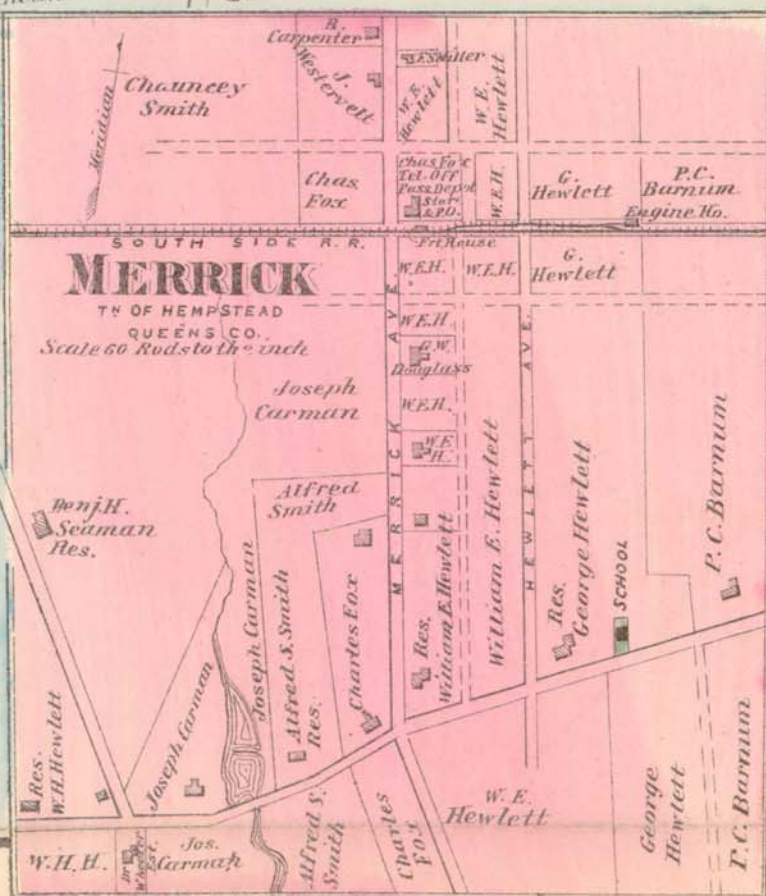 R.
Carpenter
J.
Westervelt
Meridian
Chauncey
Smith
W. E.
Hewlett
W. E.
Hewlett
Chas
Fox
Chas Fox
Tel. Off
Pass Depot
Stor
& P.O.
W.E.H.
G.
Hewlett
P.C.
Barnum
Engine Ho.
SOUTH SIDE R.R.
Frt House
MERRICK
TN OF HEMPSTEAD
QUEENS CO.
Scale 60 Rods to the inch
W.E.H.
W.E.H.
G.
Hewlett
W.E.H.
G.W.
Douglass
W.E.H.
W.E.
H.
MERRICK AVE.
HEWLETT AVE.
Joseph
Carman
Alfred
Smith
Benj. H.
Seaman
Res.
Joseph Carman
Joseph Carman
Alfred S. Smith
Res.
Charles Fox
Res.
William E. Hewlett
William E. Hewlett
Res.
George Hewlett
SCHOOL
P.C. Barnum
Res.
W.H. Hewlett
W.H.H.
Dr
Est.
Jos.
Carman
Alfred S.
Smith
Charles
Fox
W.E.
Hewlett
George
Hewlett
P.C. Barnum